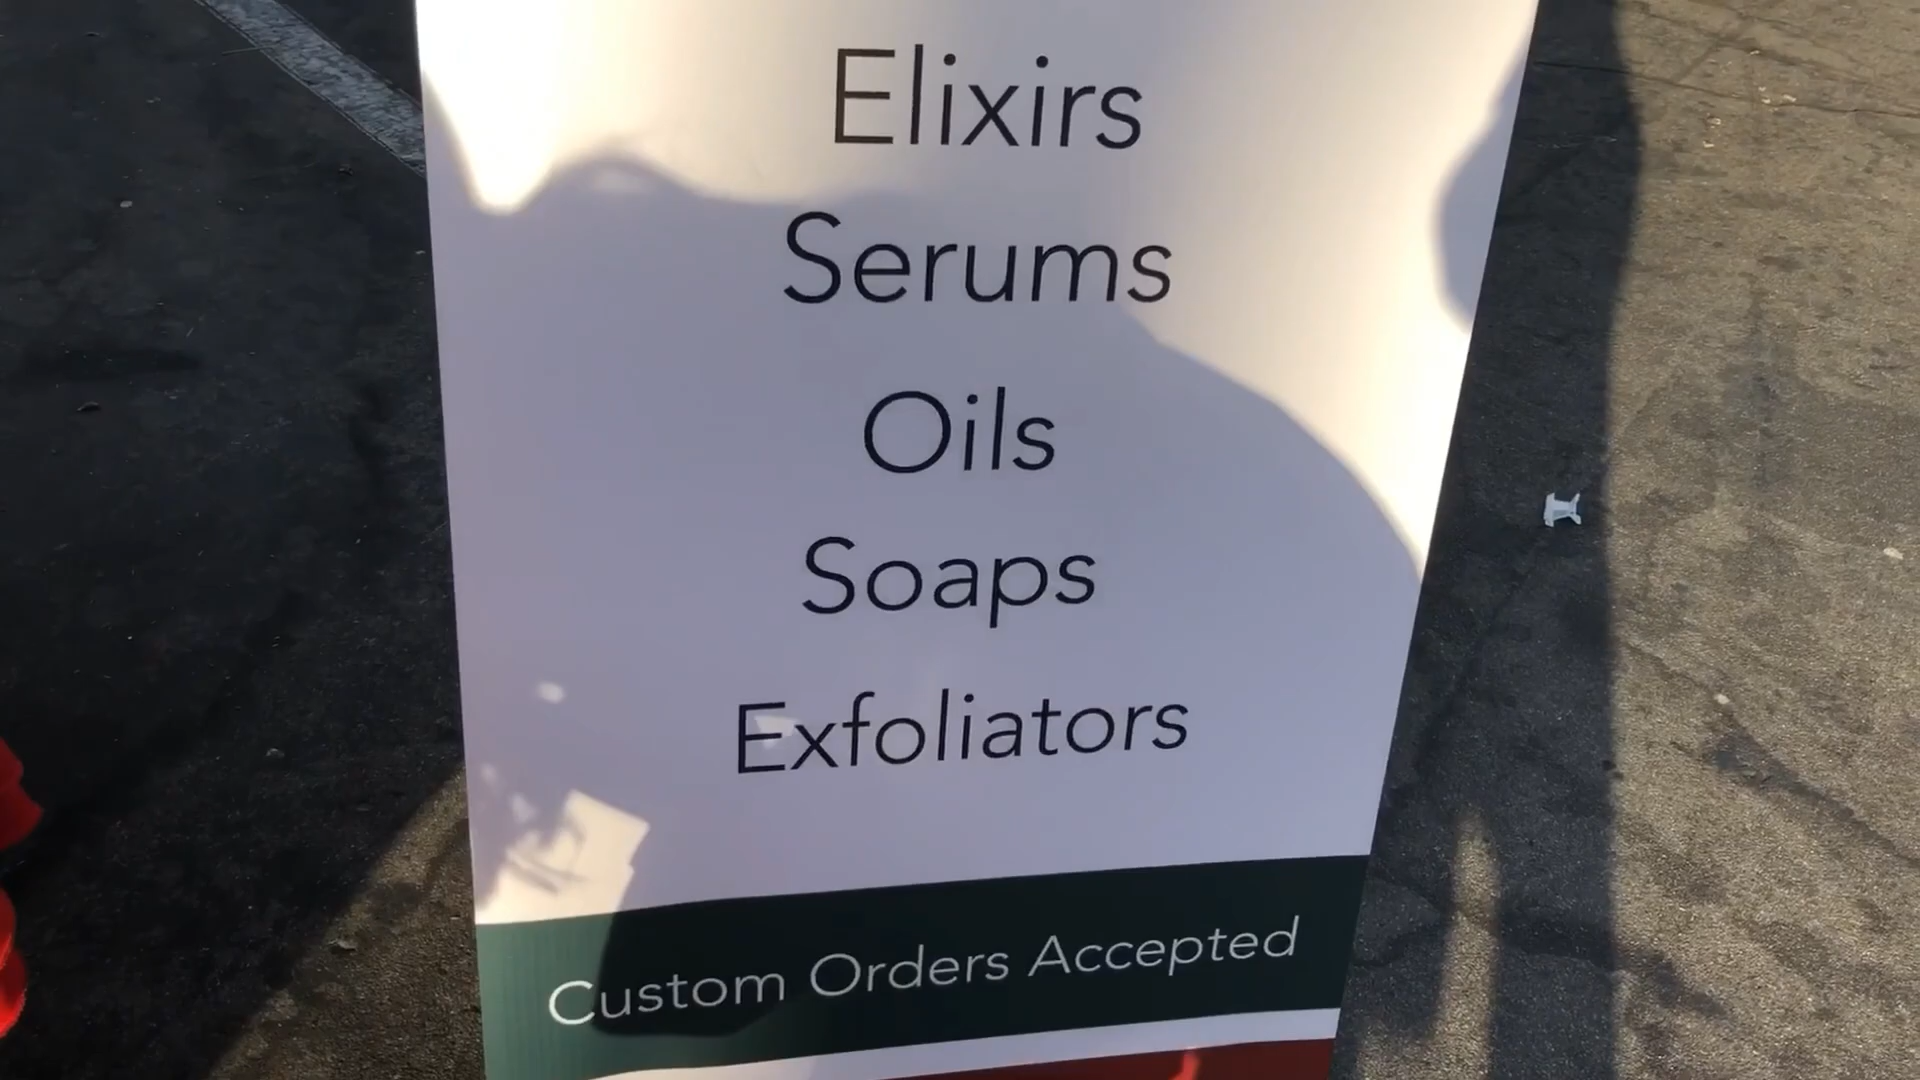 Elixirs
Serums
Oils
Soaps
Exfoliators
Custom Orders Accepted